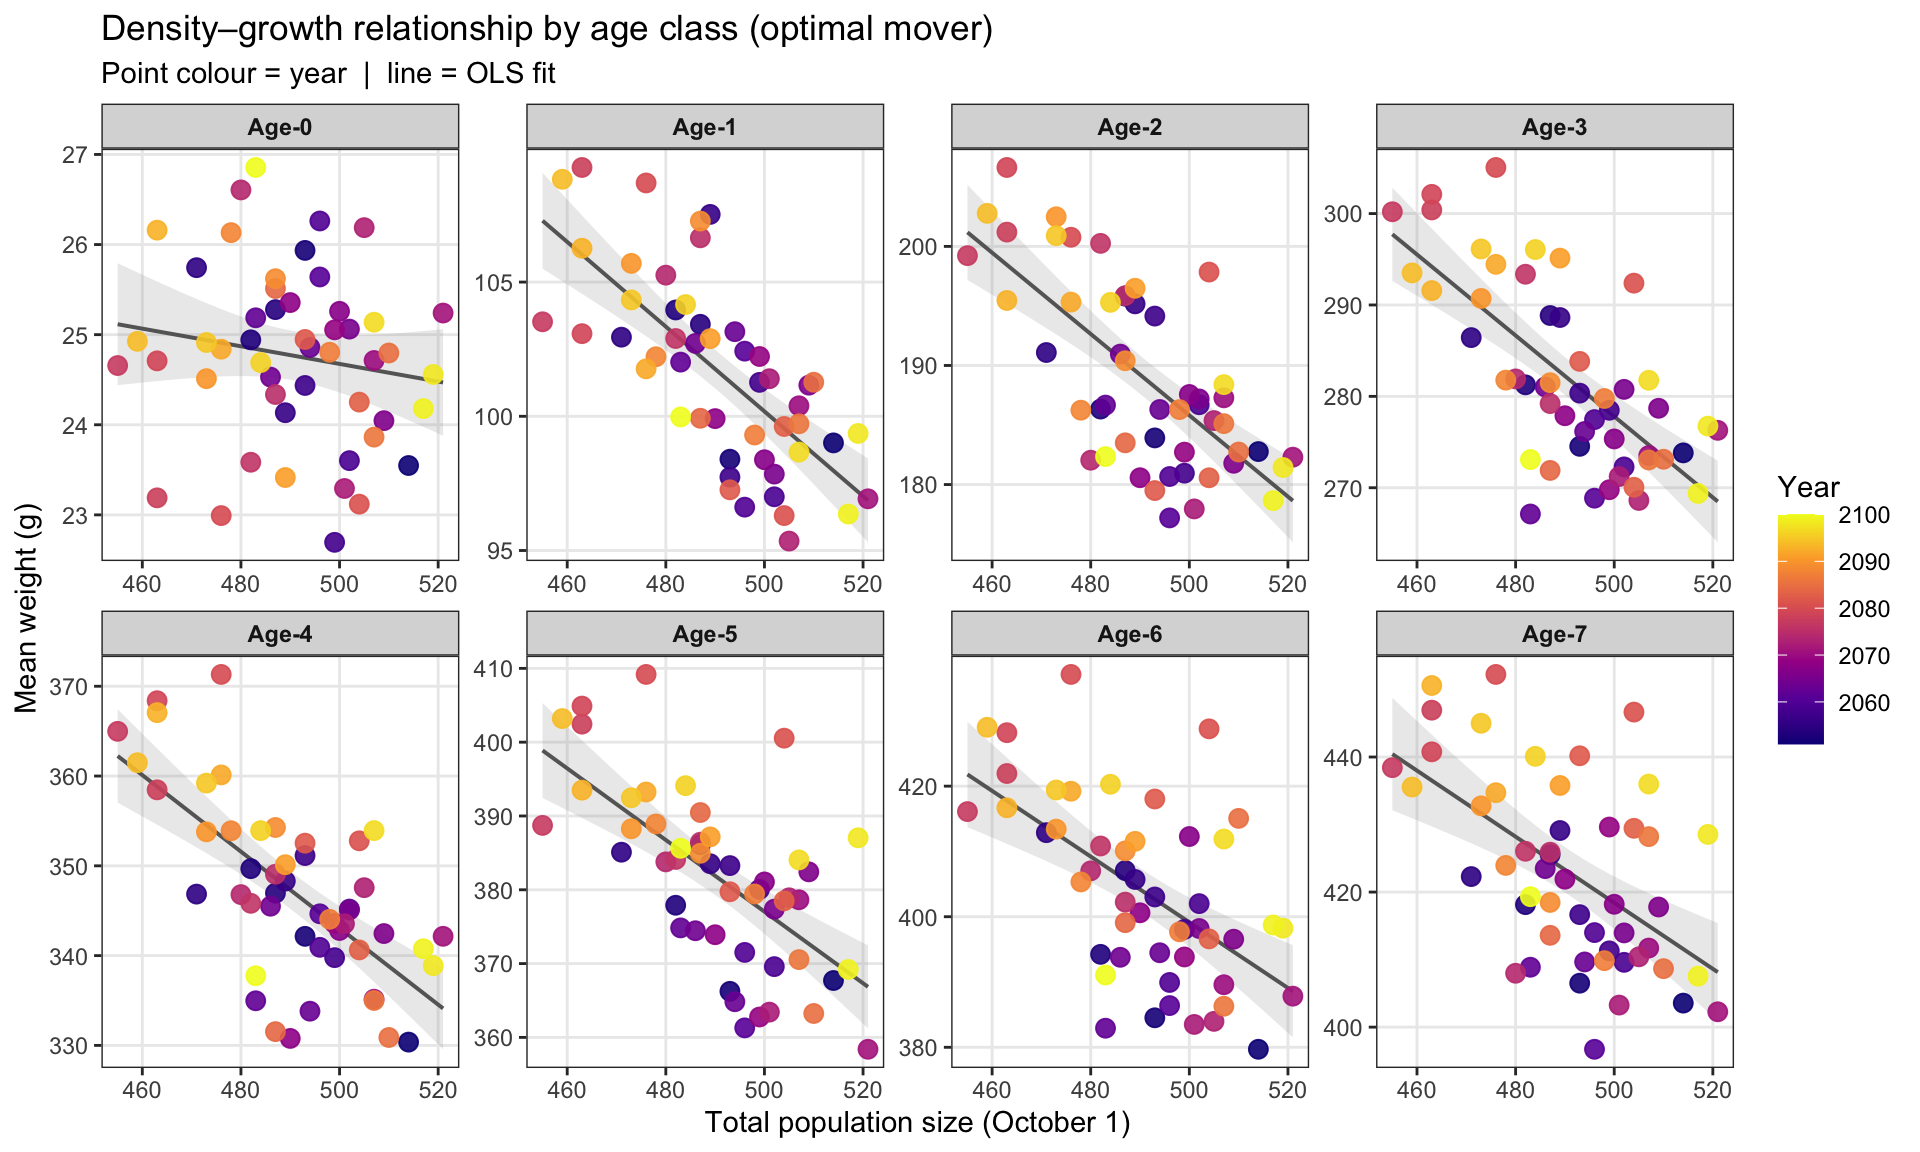 Density–growth relationship by age class (optimal mover)
Point colour = year  |  line = OLS fit
Age-0
Age-1
Age-2
Age-3
27
26
25
24
23
105
100
95
200
190
180
300
290
280
270
460 480 500 520
460 480 500 520
460 480 500 520
460 480 500 520
Age-4
Age-5
Age-6
Age-7
370
360
350
340
330
410
400
390
380
370
360
420
400
380
440
420
400
460 480 500 520
460 480 500 520
460 480 500 520
460 480 500 520
Mean weight (g)
Total population size (October 1)
Year
2100
2090
2080
2070
2060